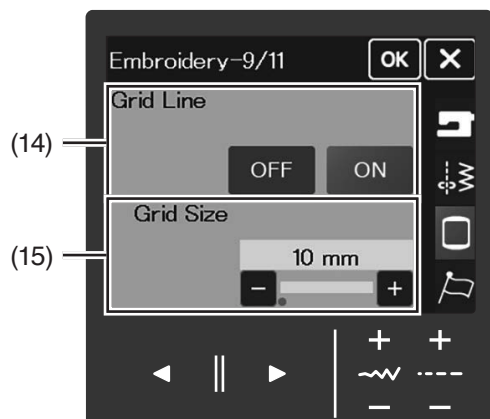 Embroidery-9/11 OK X
Grid Line
(14)
OFF ON
Grid Size
(15)
10 mm
- +
+ +
- -